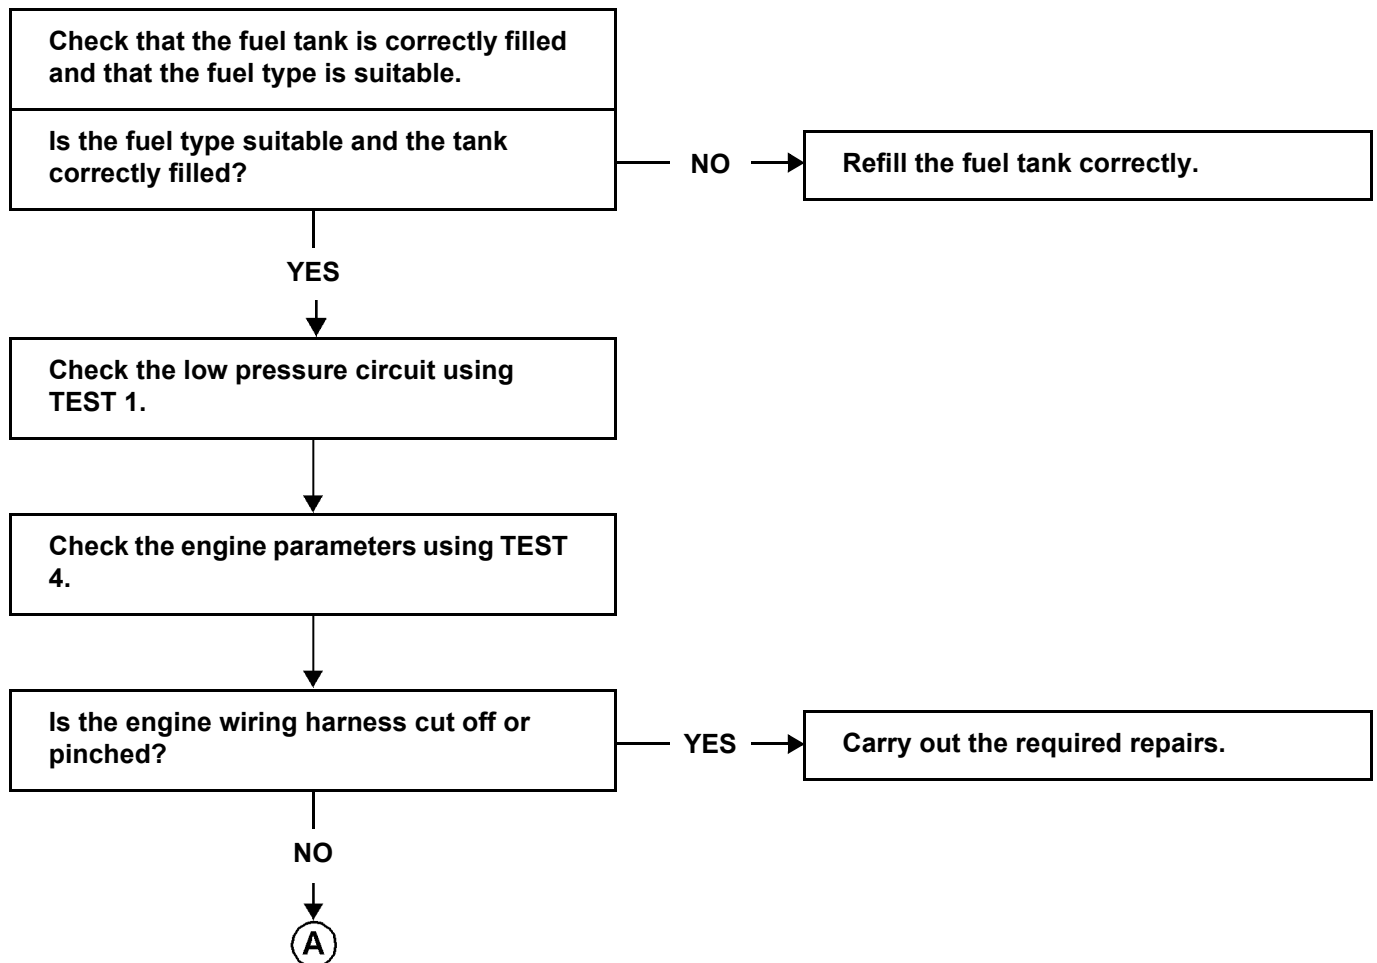 Check that the fuel tank is correctly filled
and that the fuel type is suitable.
Is the fuel type suitable and the tank
correctly filled?
NO
Refill the fuel tank correctly.
YES
Check the low pressure circuit using
TEST 1.
Check the engine parameters using TEST
4.
Is the engine wiring harness cut off or
pinched?
YES
Carry out the required repairs.
NO
A